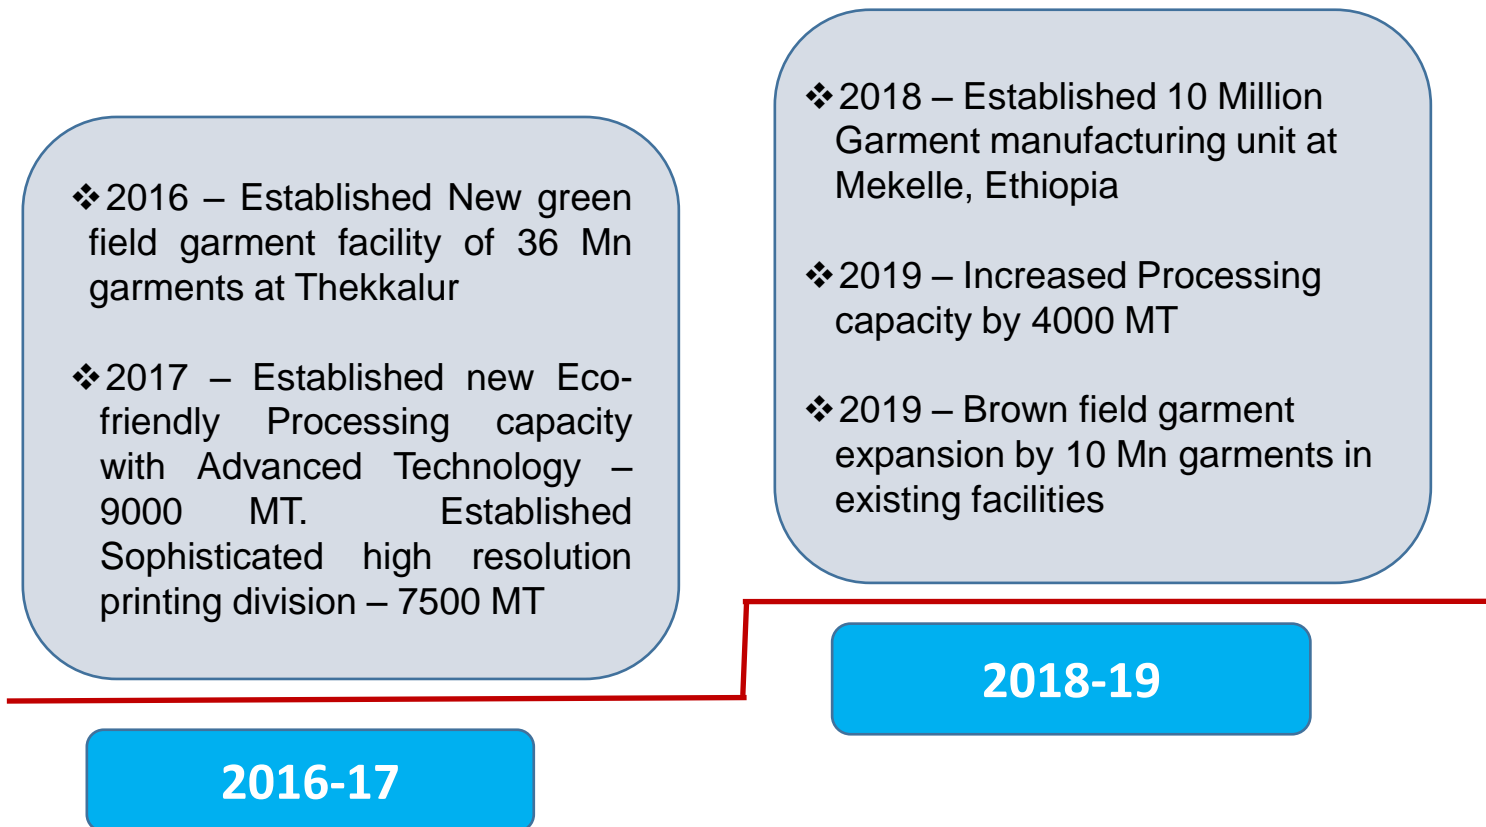 ❖2016 – Established New green
field garment facility of 36 Mn
garments at Thekkalur
❖2017 – Established new Eco-
friendly Processing capacity
with Advanced Technology –
9000 MT. Established
Sophisticated high resolution
printing division – 7500 MT
2016-17
❖2018 – Established 10 Million
Garment manufacturing unit at
Mekelle, Ethiopia
❖2019 – Increased Processing
capacity by 4000 MT
❖2019 – Brown field garment
expansion by 10 Mn garments in
existing facilities
2018-19